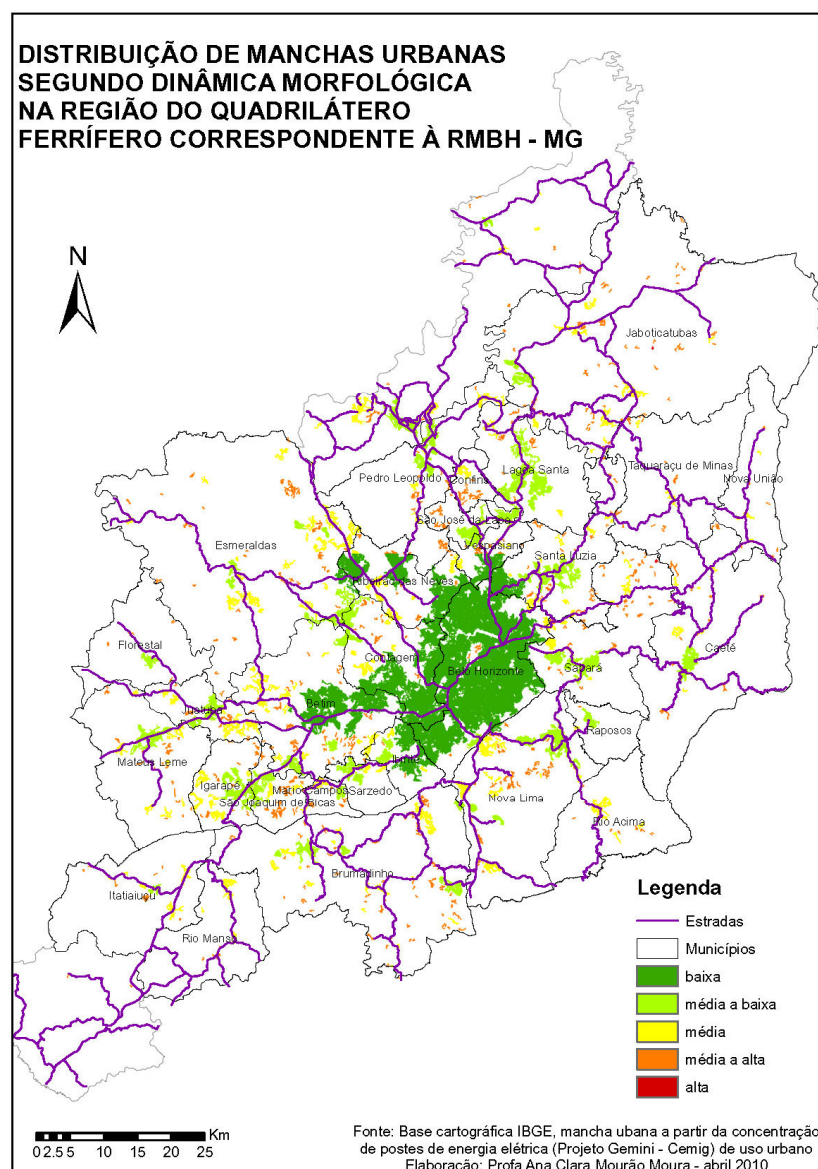 DISTRIBUIÇÃO DE MANCHAS URBANAS
SEGUNDO DINÂMICA MORFOLÓGICA
NA REGIÃO DO QUADRILÁTERO
FERRÍFERO CORRESPONDENTE À RMBH - MG
N
Jaboticatubas
Pedro Leopoldo
Confins
Lagoa Santa
Taquaraçu de Minas
Nova União
São José da Lapa
Esmeraldas
Vespasiano
Santa Luzia
Ribeirão das Neves
Florestal
Contagem
Belo Horizonte
Sabará
Caeté
Juatuba
Betim
Raposos
Mateus Leme
Ibirité
Igarapé
Mário Campos
Sarzedo
São Joaquim de Bicas
Nova Lima
Rio Acima
Brumadinho
Itatiaiuçu
Rio Manso
Legenda
Estradas
Municípios
baixa
média a baixa
média
média a alta
alta
Km
0 2.5 5 10 15 20 25
Fonte: Base cartográfica IBGE, mancha ubana a partir da concentração
de postes de energia elétrica (Projeto Gemini - Cemig) de uso urbano
Elaboração: Profa Ana Clara Mourão Moura - abril 2010